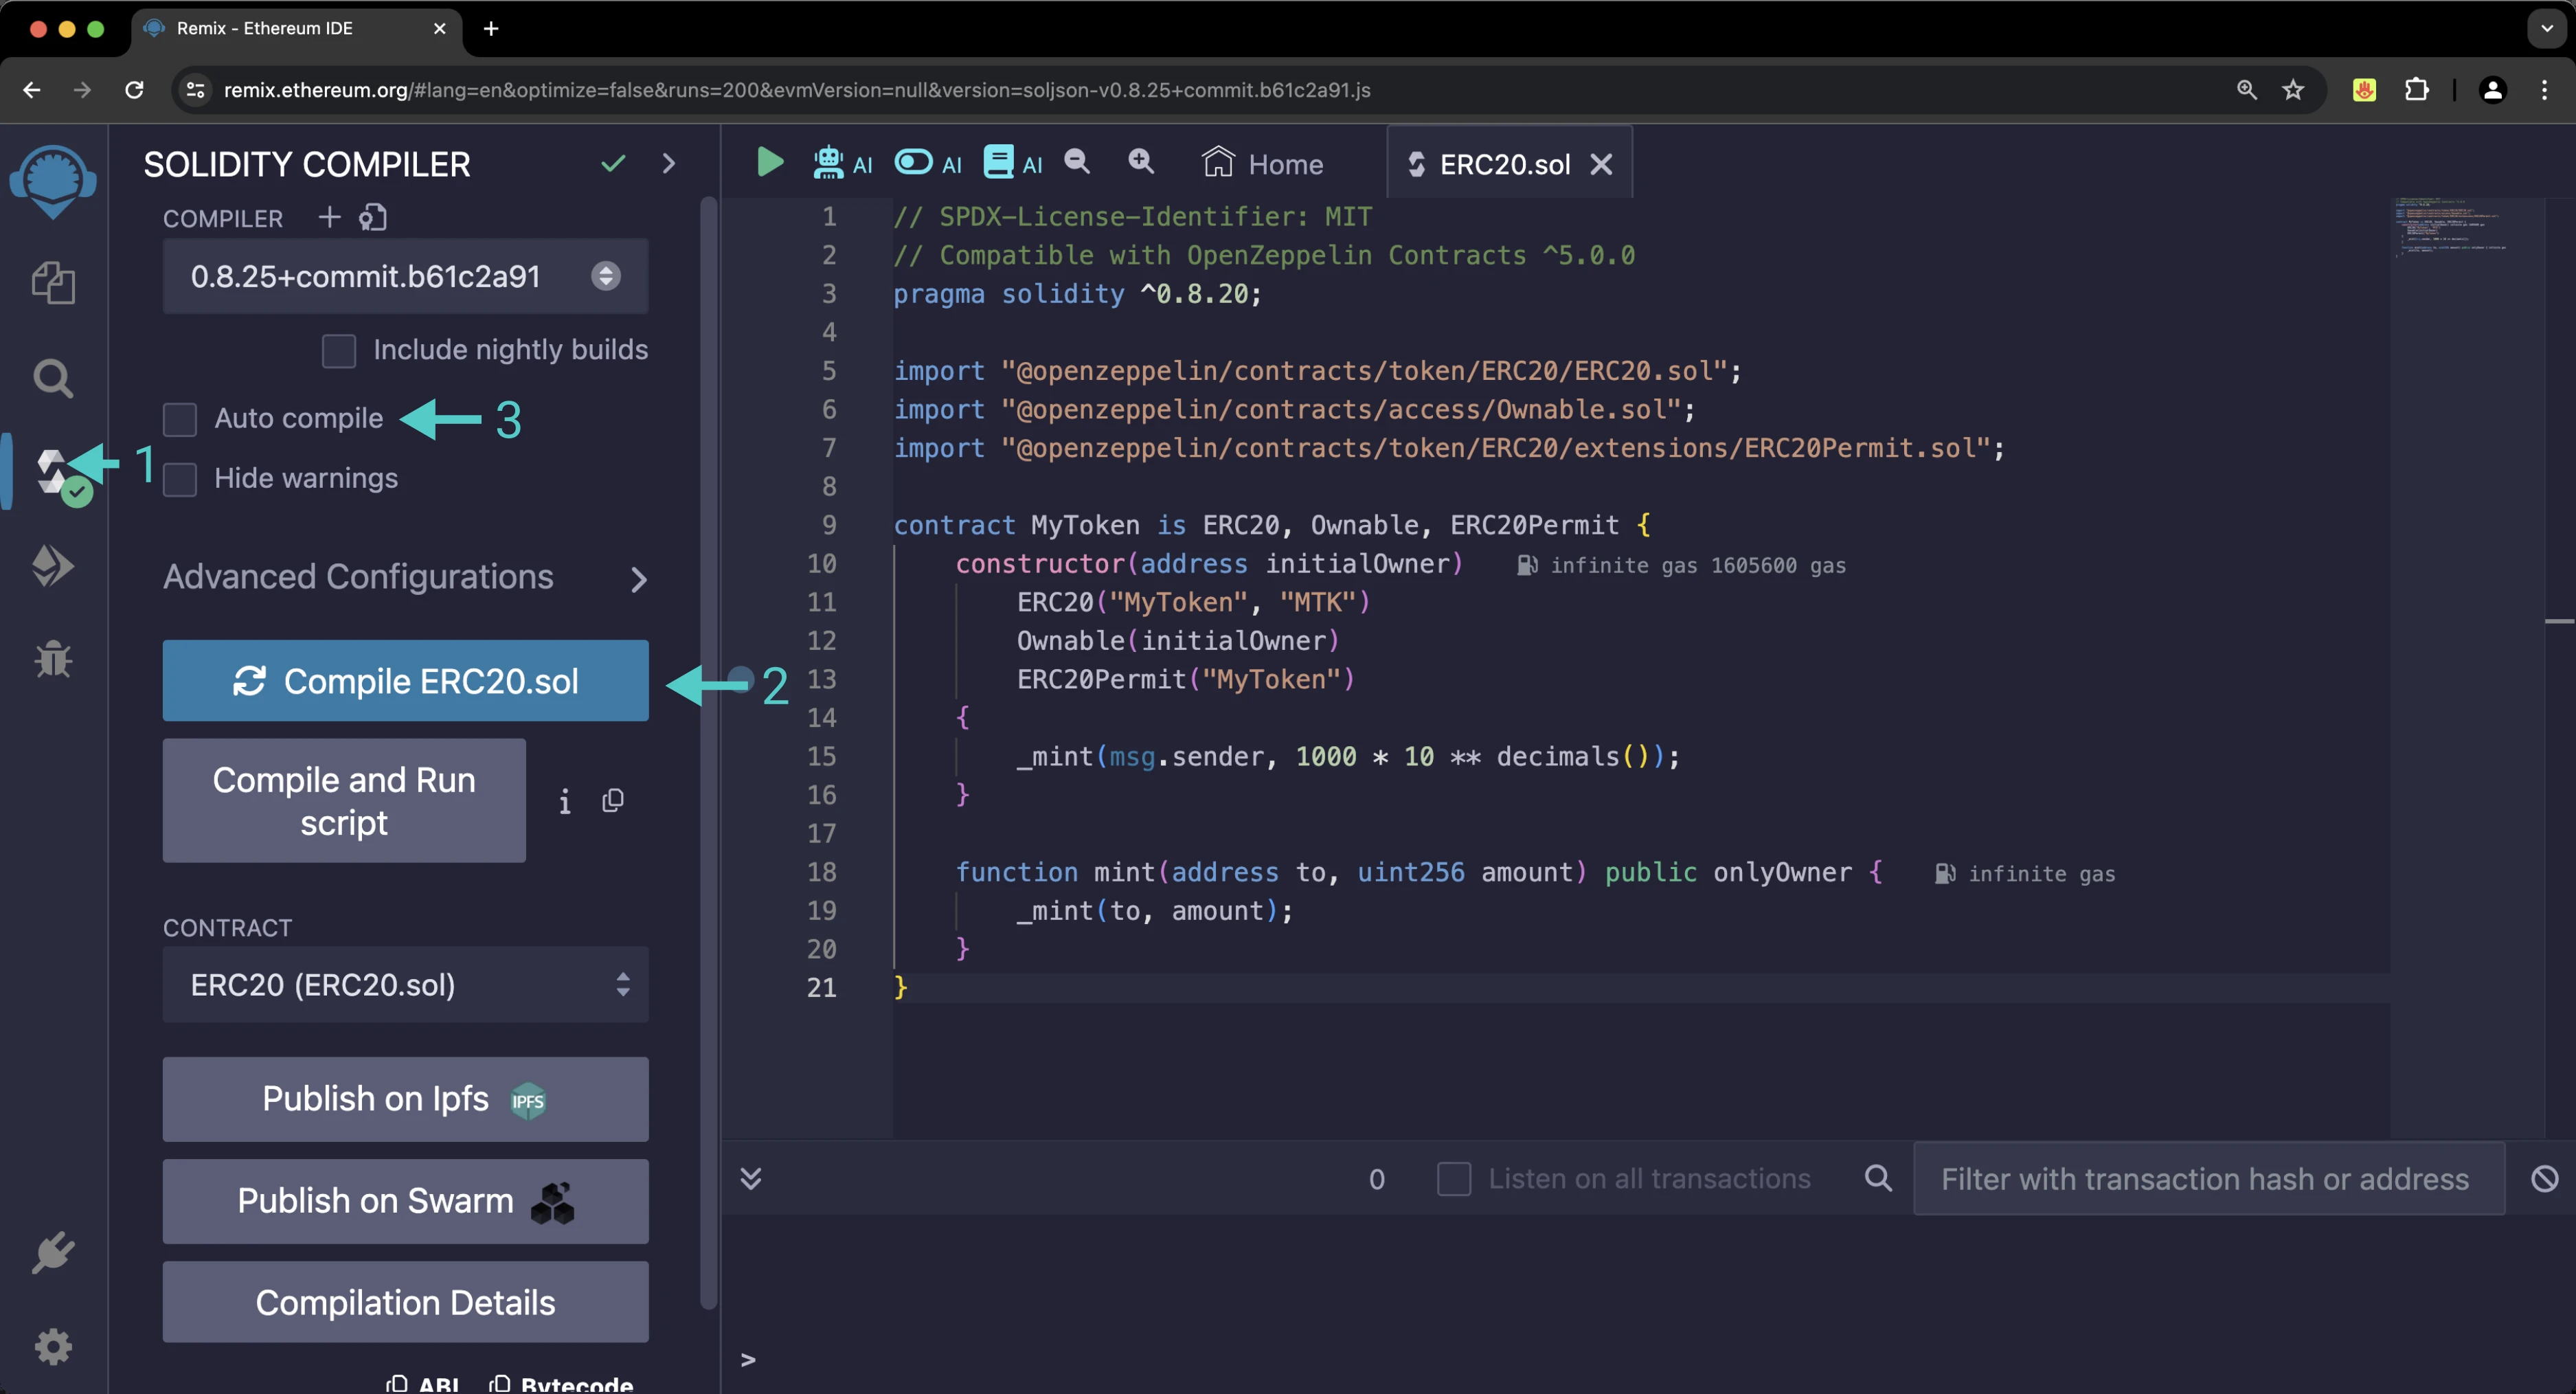 Remix - Ethereum IDE
remix.ethereum.org/#lang=en&optimize=false&runs=200&evmVersion=null&version=soljson-v0.8.25+commit.b61c2a91.js
SOLIDITY COMPILER
COMPILER
0.8.25+commit.b61c2a91
Include nightly builds
Auto compile
3
1
Hide warnings
Advanced Configurations
Compile ERC20.sol
2
Compile and Run
script
i
CONTRACT
ERC20 (ERC20.sol)
Publish on Ipfs IPFS
Publish on Swarm
Compilation Details
ABI Bytecode
AI AI AI Home ERC20.sol
1 // SPDX-License-Identifier: MIT
2 // Compatible with OpenZeppelin Contracts ^5.0.0
3 pragma solidity ^0.8.20;
4
5 import "@openzeppelin/contracts/token/ERC20/ERC20.sol";
6 import "@openzeppelin/contracts/access/Ownable.sol";
7 import "@openzeppelin/contracts/token/ERC20/extensions/ERC20Permit.sol";
8
9 contract MyToken is ERC20, Ownable, ERC20Permit {
10 constructor(address initialOwner) infinite gas 1605600 gas
11 ERC20("MyToken", "MTK")
12 Ownable(initialOwner)
13 ERC20Permit("MyToken")
14 {
15 _mint(msg.sender, 1000 * 10 ** decimals());
16 }
17
18 function mint(address to, uint256 amount) public onlyOwner { infinite gas
19 _mint(to, amount);
20 }
21 }
0 Listen on all transactions Filter with transaction hash or address
>